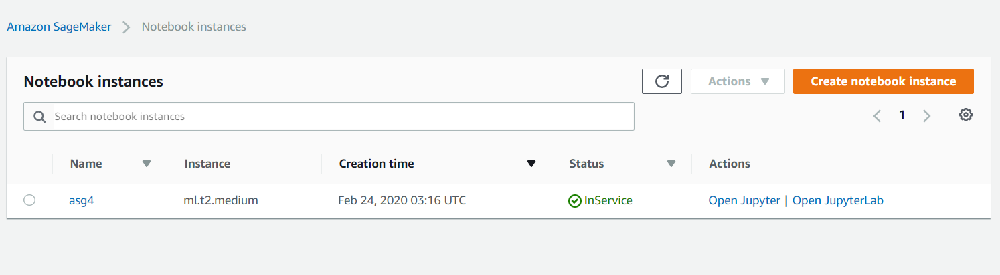 Amazon SageMaker > Notebook instances
Notebook instances
Actions
Create notebook instance
Search notebook instances
1
Name Instance Creation time Status Actions
asg4 ml.t2.medium Feb 24, 2020 03:16 UTC InService Open Jupyter | Open JupyterLab